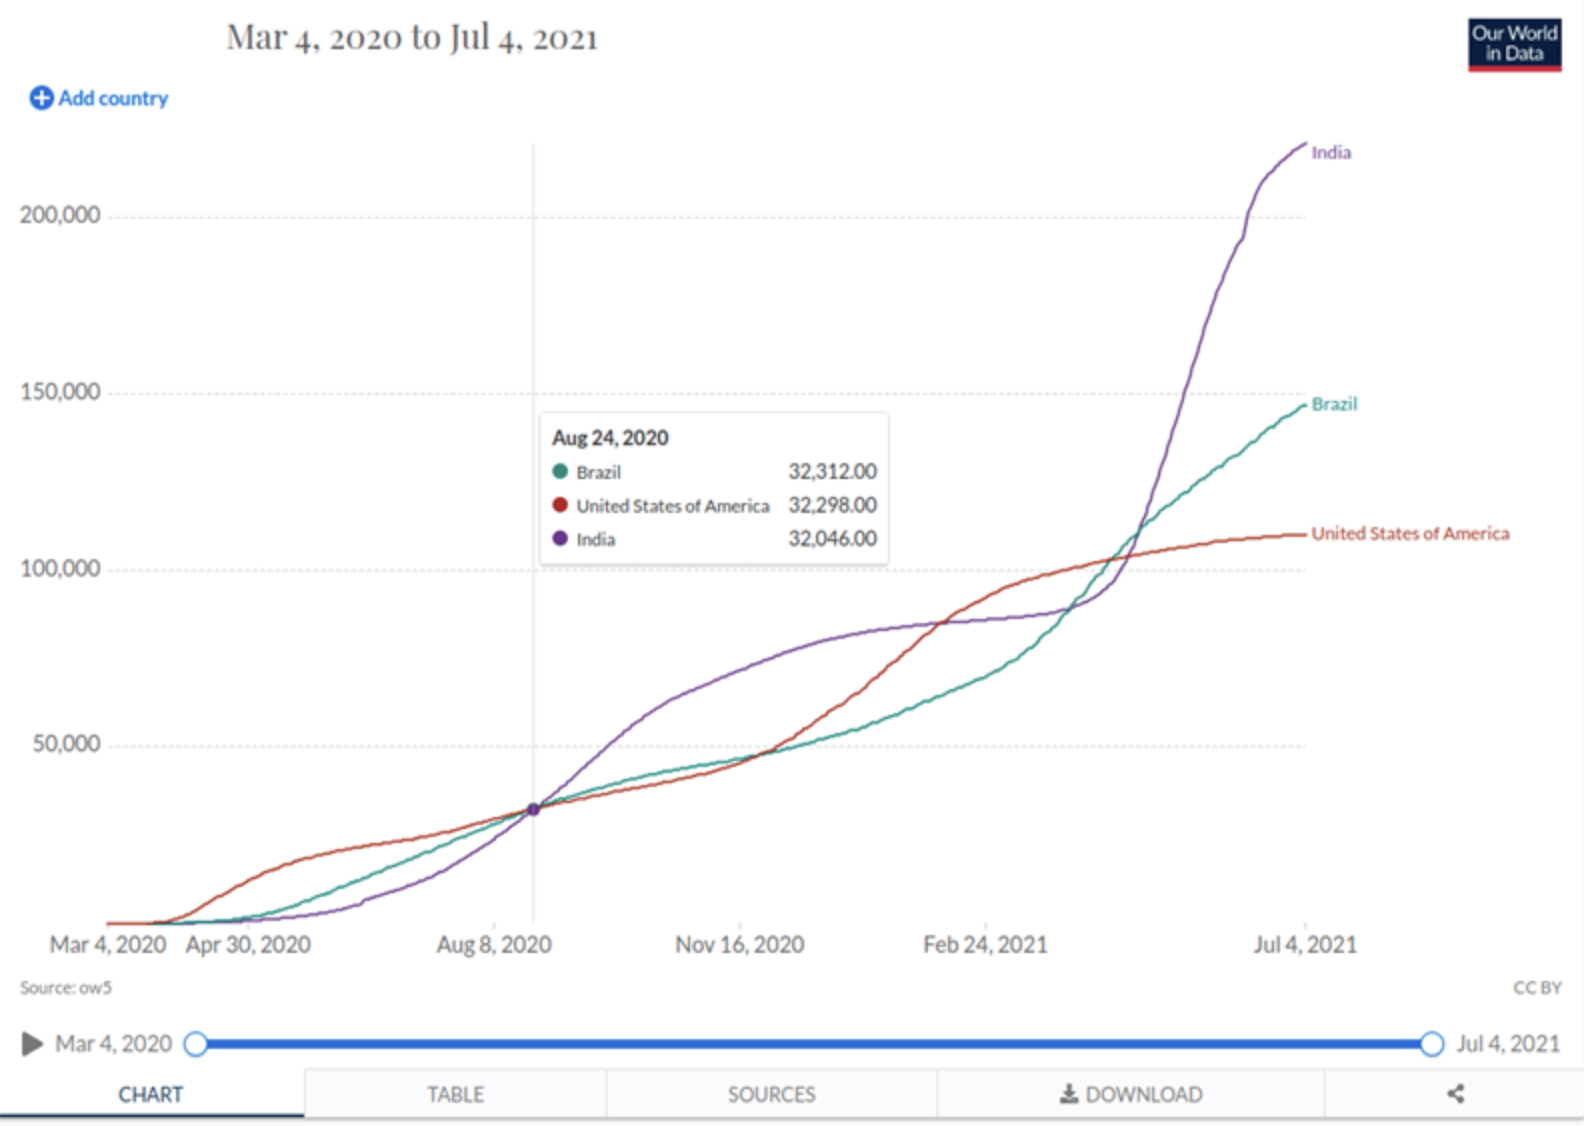 Mar 4, 2020 to Jul 4, 2021
Our World
in Data
Add country
India
200,000
150,000
Brazil
Aug 24, 2020
Brazil 32,312.00
United States of America 32,298.00
India 32,046.00
United States of America
100,000
50,000
Mar 4, 2020 Apr 30, 2020 Aug 8, 2020 Nov 16, 2020 Feb 24, 2021 Jul 4, 2021
Source: ow5 CC BY
Mar 4, 2020 Jul 4, 2021
CHART TABLE SOURCES DOWNLOAD